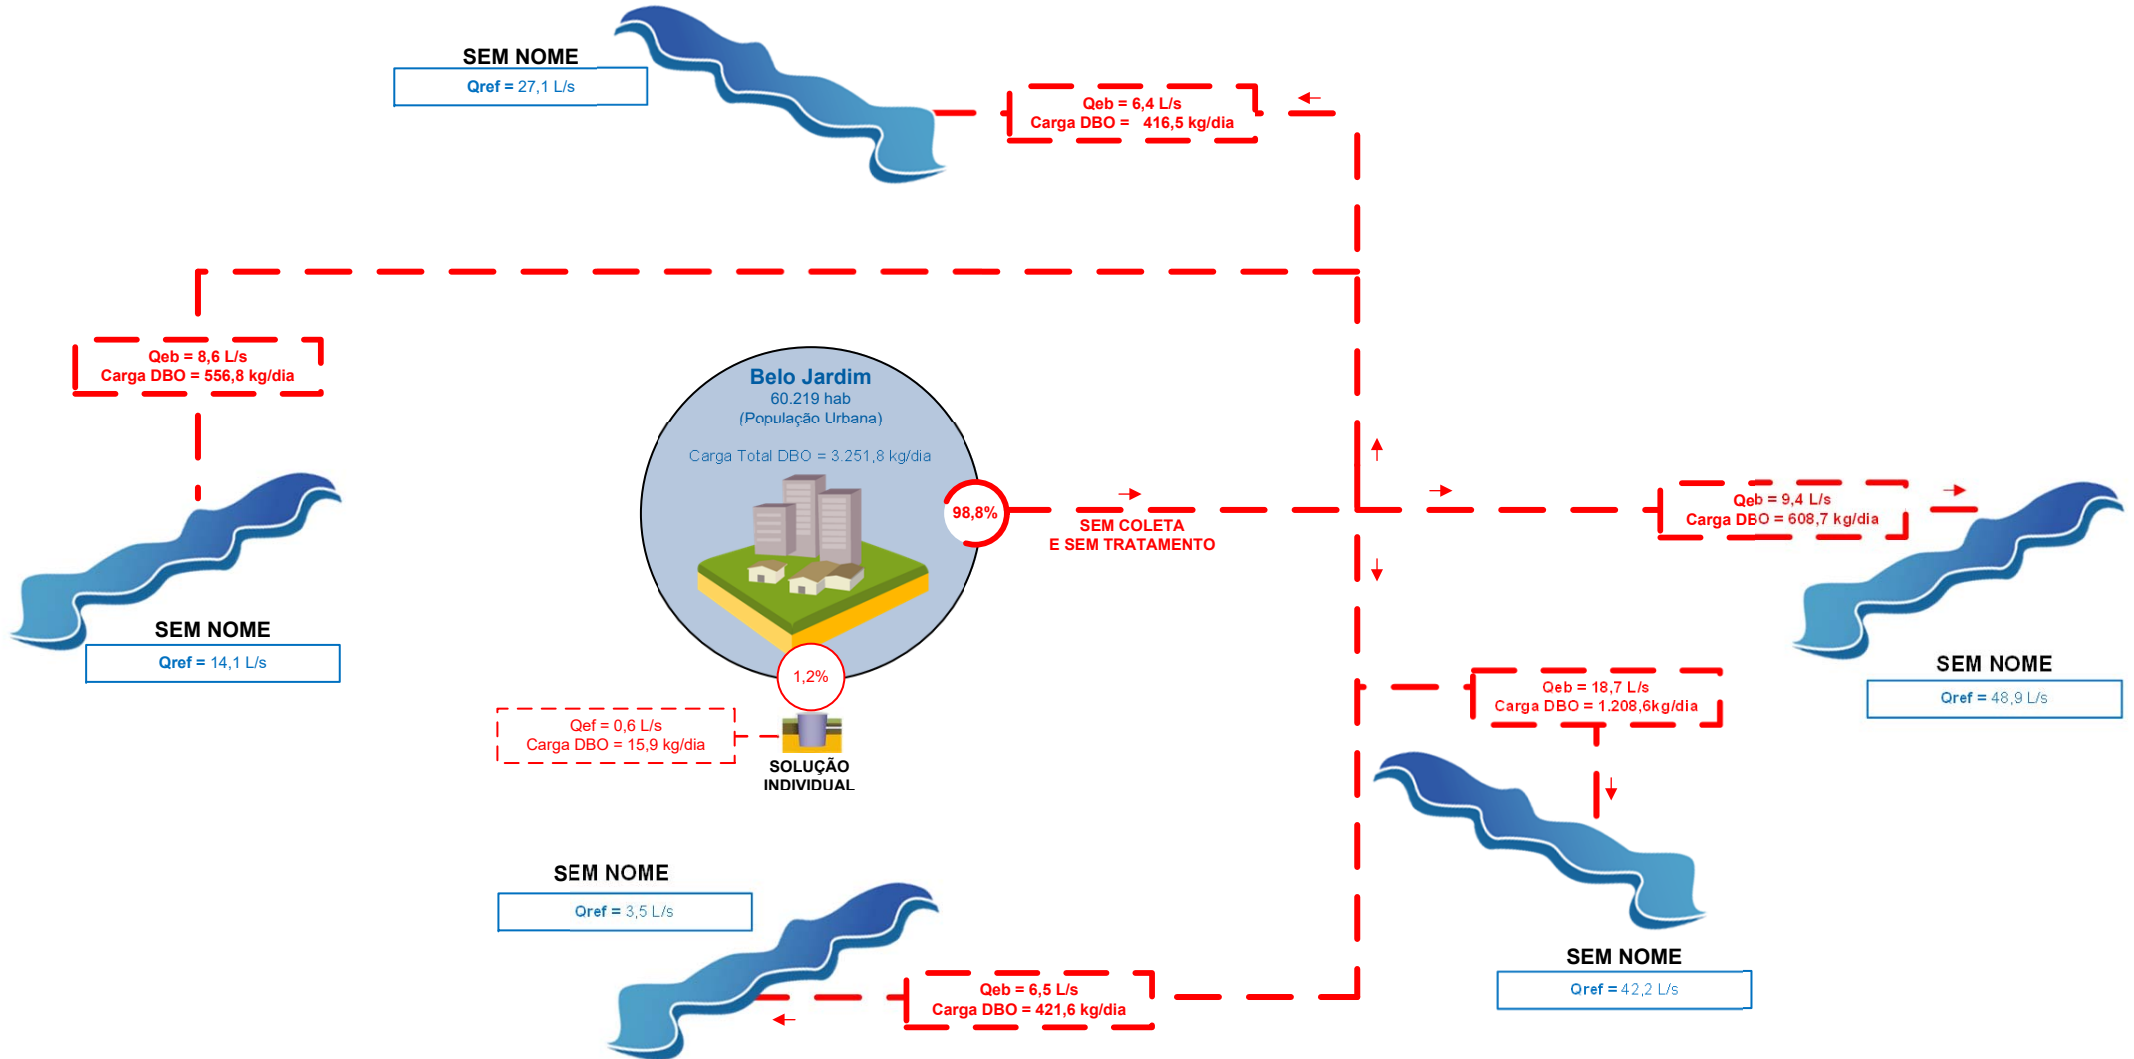 SEM NOME
Qref = 27,1 L/s
Qeb = 6,4 L/s
Carga DBO = 416,5 kg/dia
Qeb = 8,6 L/s
Carga DBO = 556,8 kg/dia
Belo Jardim
60.219 hab
(População Urbana)
Carga Total DBO = 3.251,8 kg/dia
98,8%
SEM COLETA
E SEM TRATAMENTO
Qeb = 9,4 L/s
Carga DBO = 608,7 kg/dia
SEM NOME
Qref = 14,1 L/s
SEM NOME
Qref = 48,9 L/s
1,2%
Qef = 0,6 L/s
Carga DBO = 15,9 kg/dia
SOLUÇÃO
INDIVIDUAL
Qeb = 18,7 L/s
Carga DBO = 1.208,6kg/dia
SEM NOME
Qref = 3,5 L/s
SEM NOME
Qref = 42,2 L/s
Qeb = 6,5 L/s
Carga DBO = 421,6 kg/dia